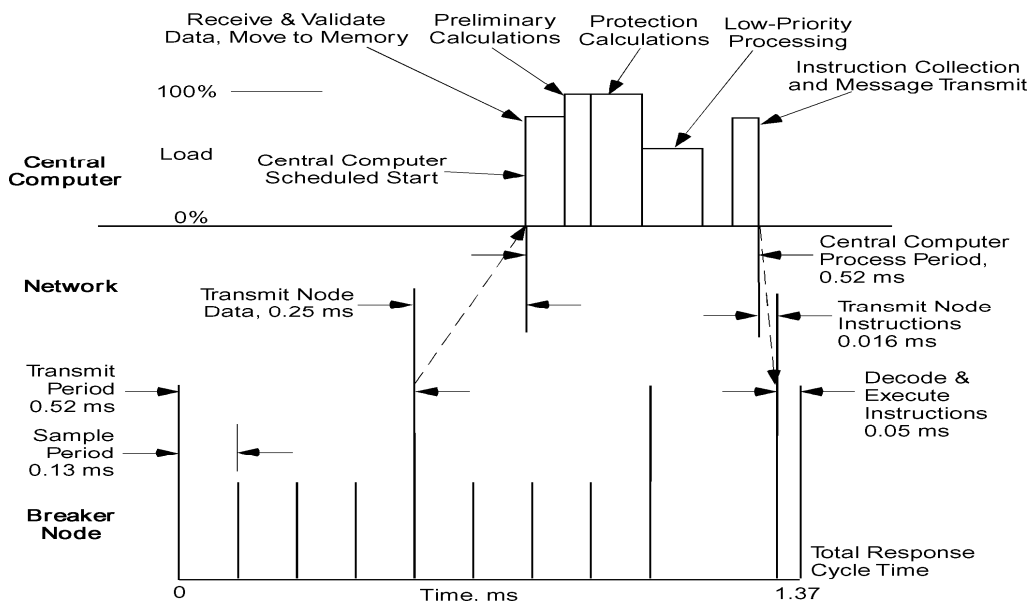 Receive & Validate
Data, Move to Memory
Preliminary
Calculations
Protection
Calculations
Low-Priority
Processing
Instruction Collection
and Message Transmit
100%
Load
0%
Central
Computer
Central Computer
Scheduled Start
Central Computer
Process Period,
0.52 ms
Network
Transmit Node
Data, 0.25 ms
Transmit Node
Instructions
0.016 ms
Transmit
Period
0.52 ms
Decode &
Execute
Instructions
0.05 ms
Sample
Period
0.13 ms
Breaker
Node
Total Response
Cycle Time
0
Time, ms
1.37